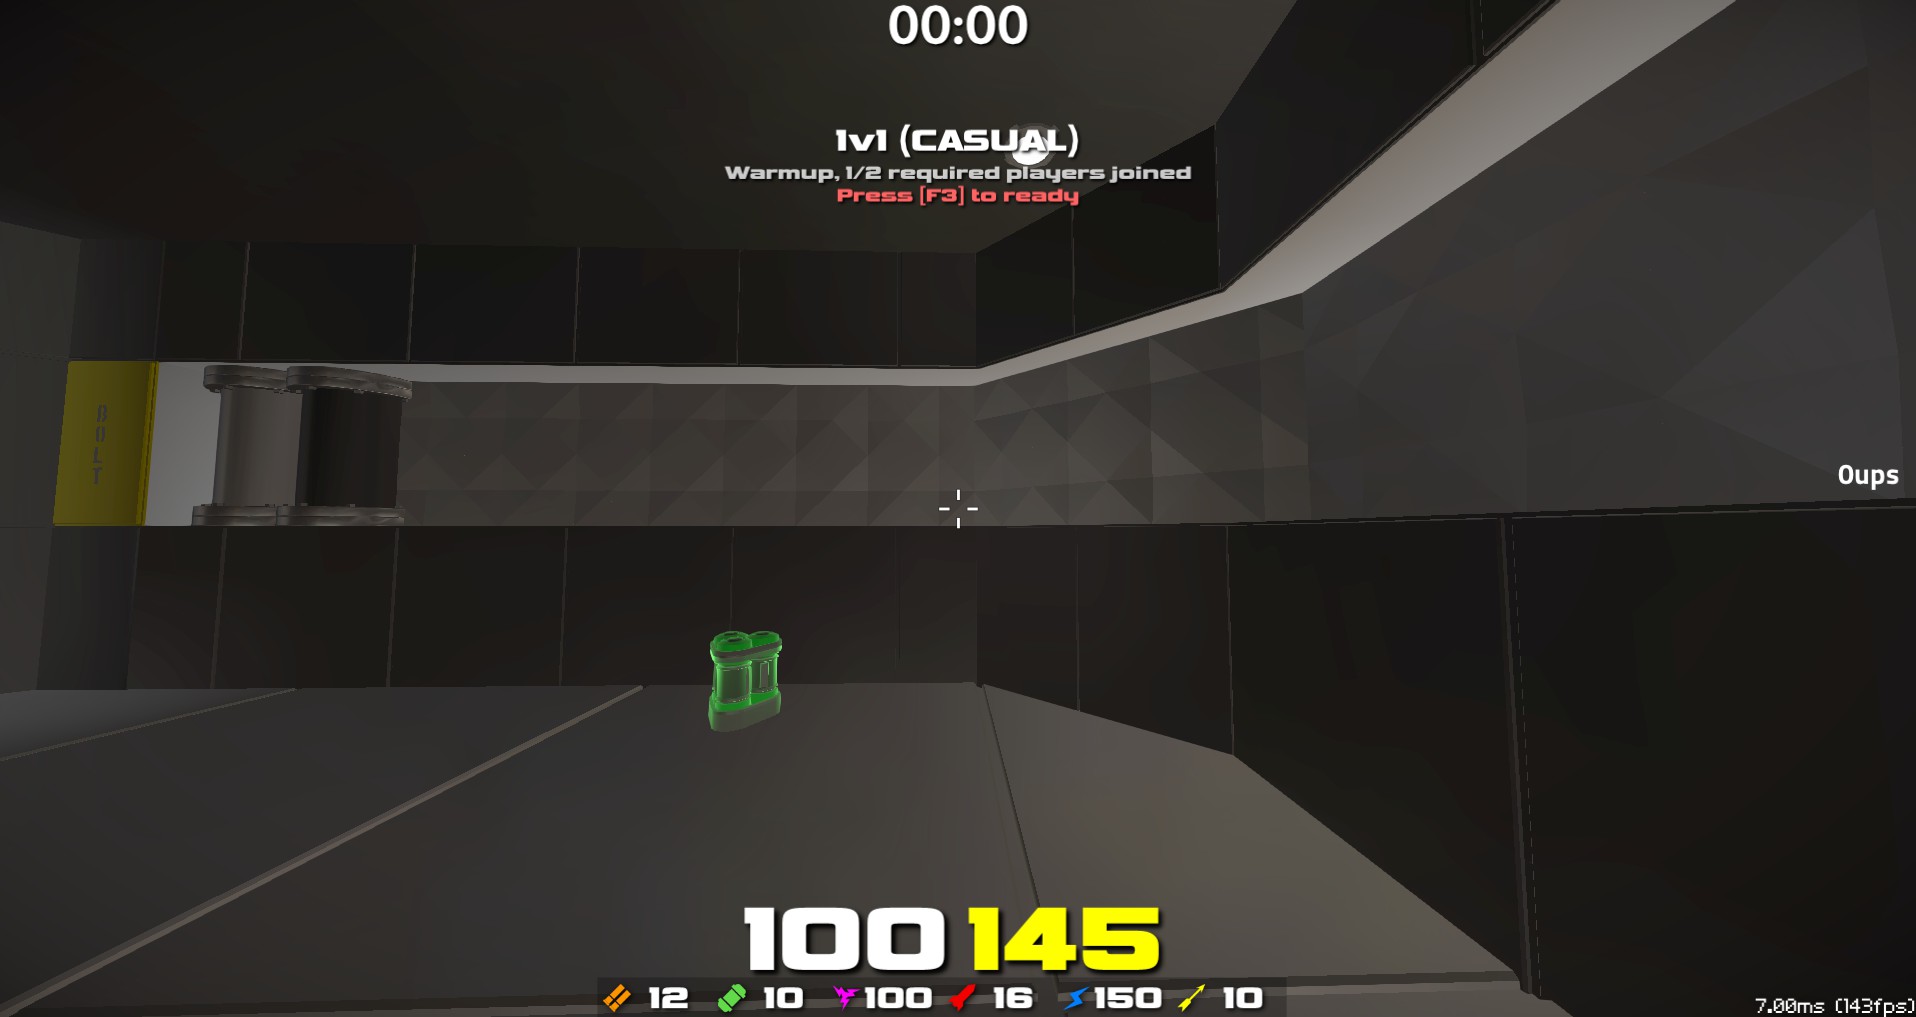 00:00
1v1 (CASUAL)
Warmup, 1/2 required players joined
Press [F3] to ready
BOLT
Oups
100 145
12 10 100 16 150 10
7.00ms (143fps)